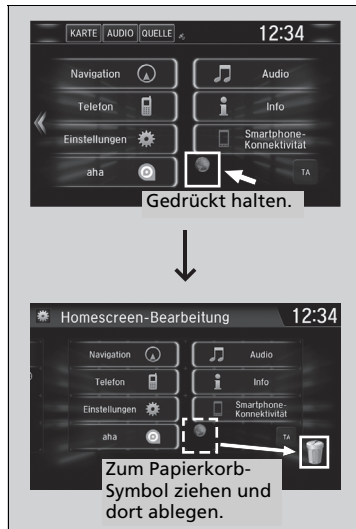 KARTE AUDIO QUELLE 12:34
Navigation Audio
Telefon Info
Einstellungen Smartphone-
Konnektivität
aha TA
Gedrückt halten.
Homescreen-Bearbeitung 12:34
Navigation Audio
Telefon Info
Einstellungen Smartphone-
Konnektivität
aha TA
Zum Papierkorb-
Symbol ziehen und
dort ablegen.